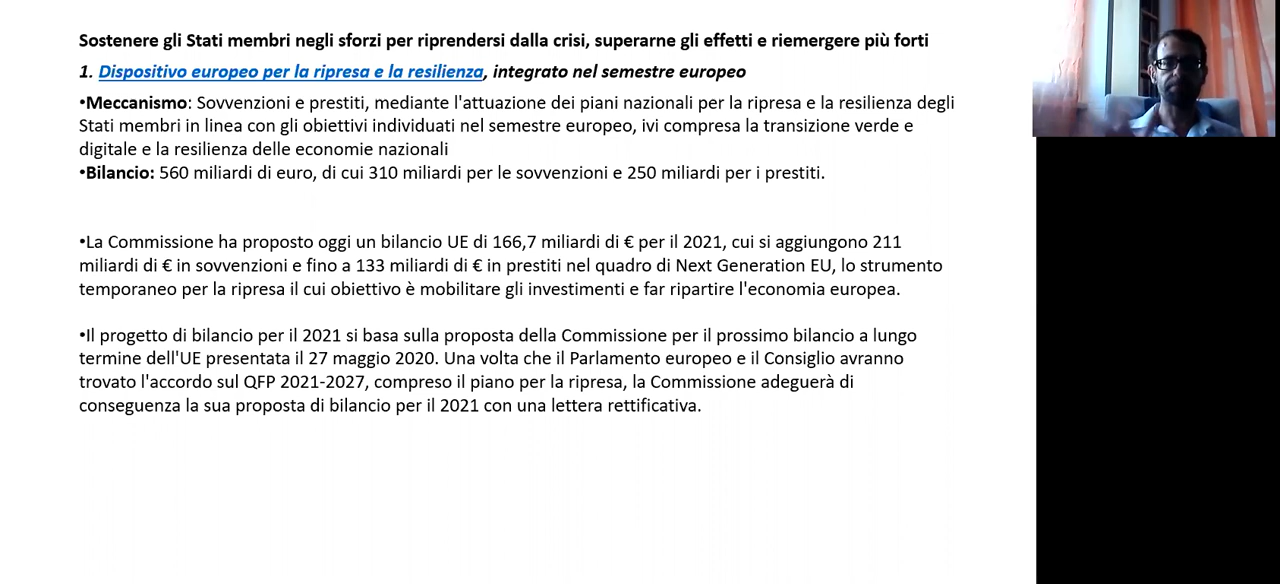 Sostenere gli Stati membri negli sforzi per riprendersi dalla crisi, superarne gli effetti e riemergere più forti
1. Dispositivo europeo per la ripresa e la resilienza, integrato nel semestre europeo
•Meccanismo: Sovvenzioni e prestiti, mediante l'attuazione dei piani nazionali per la ripresa e la resilienza degli
Stati membri in linea con gli obiettivi individuati nel semestre europeo, ivi compresa la transizione verde e
digitale e la resilienza delle economie nazionali
•Bilancio: 560 miliardi di euro, di cui 310 miliardi per le sovvenzioni e 250 miliardi per i prestiti.
•La Commissione ha proposto oggi un bilancio UE di 166,7 miliardi di € per il 2021, cui si aggiungono 211
miliardi di € in sovvenzioni e fino a 133 miliardi di € in prestiti nel quadro di Next Generation EU, lo strumento
temporaneo per la ripresa il cui obiettivo è mobilitare gli investimenti e far ripartire l'economia europea.
•Il progetto di bilancio per il 2021 si basa sulla proposta della Commissione per il prossimo bilancio a lungo
termine dell'UE presentata il 27 maggio 2020. Una volta che il Parlamento europeo e il Consiglio avranno
trovato l'accordo sul QFP 2021-2027, compreso il piano per la ripresa, la Commissione adeguerà di
conseguenza la sua proposta di bilancio per il 2021 con una lettera rettificativa.